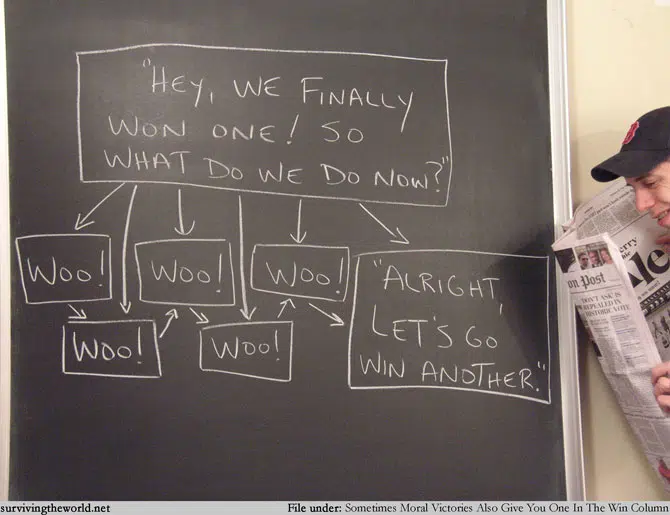 "HEY, WE FINALLY
WON ONE! SO
WHAT DO WE DO NOW?"
WOO!
WOO!
WOO!
WOO!
WOO!
"ALRIGHT,
LET'S GO
WIN ANOTHER."
on Post
'DON'T ASK' IS
REPEALED IN
HISTORIC VOTE
survivingtheworld.net
File under: Sometimes Moral Victories Also Give You One In The Win Column